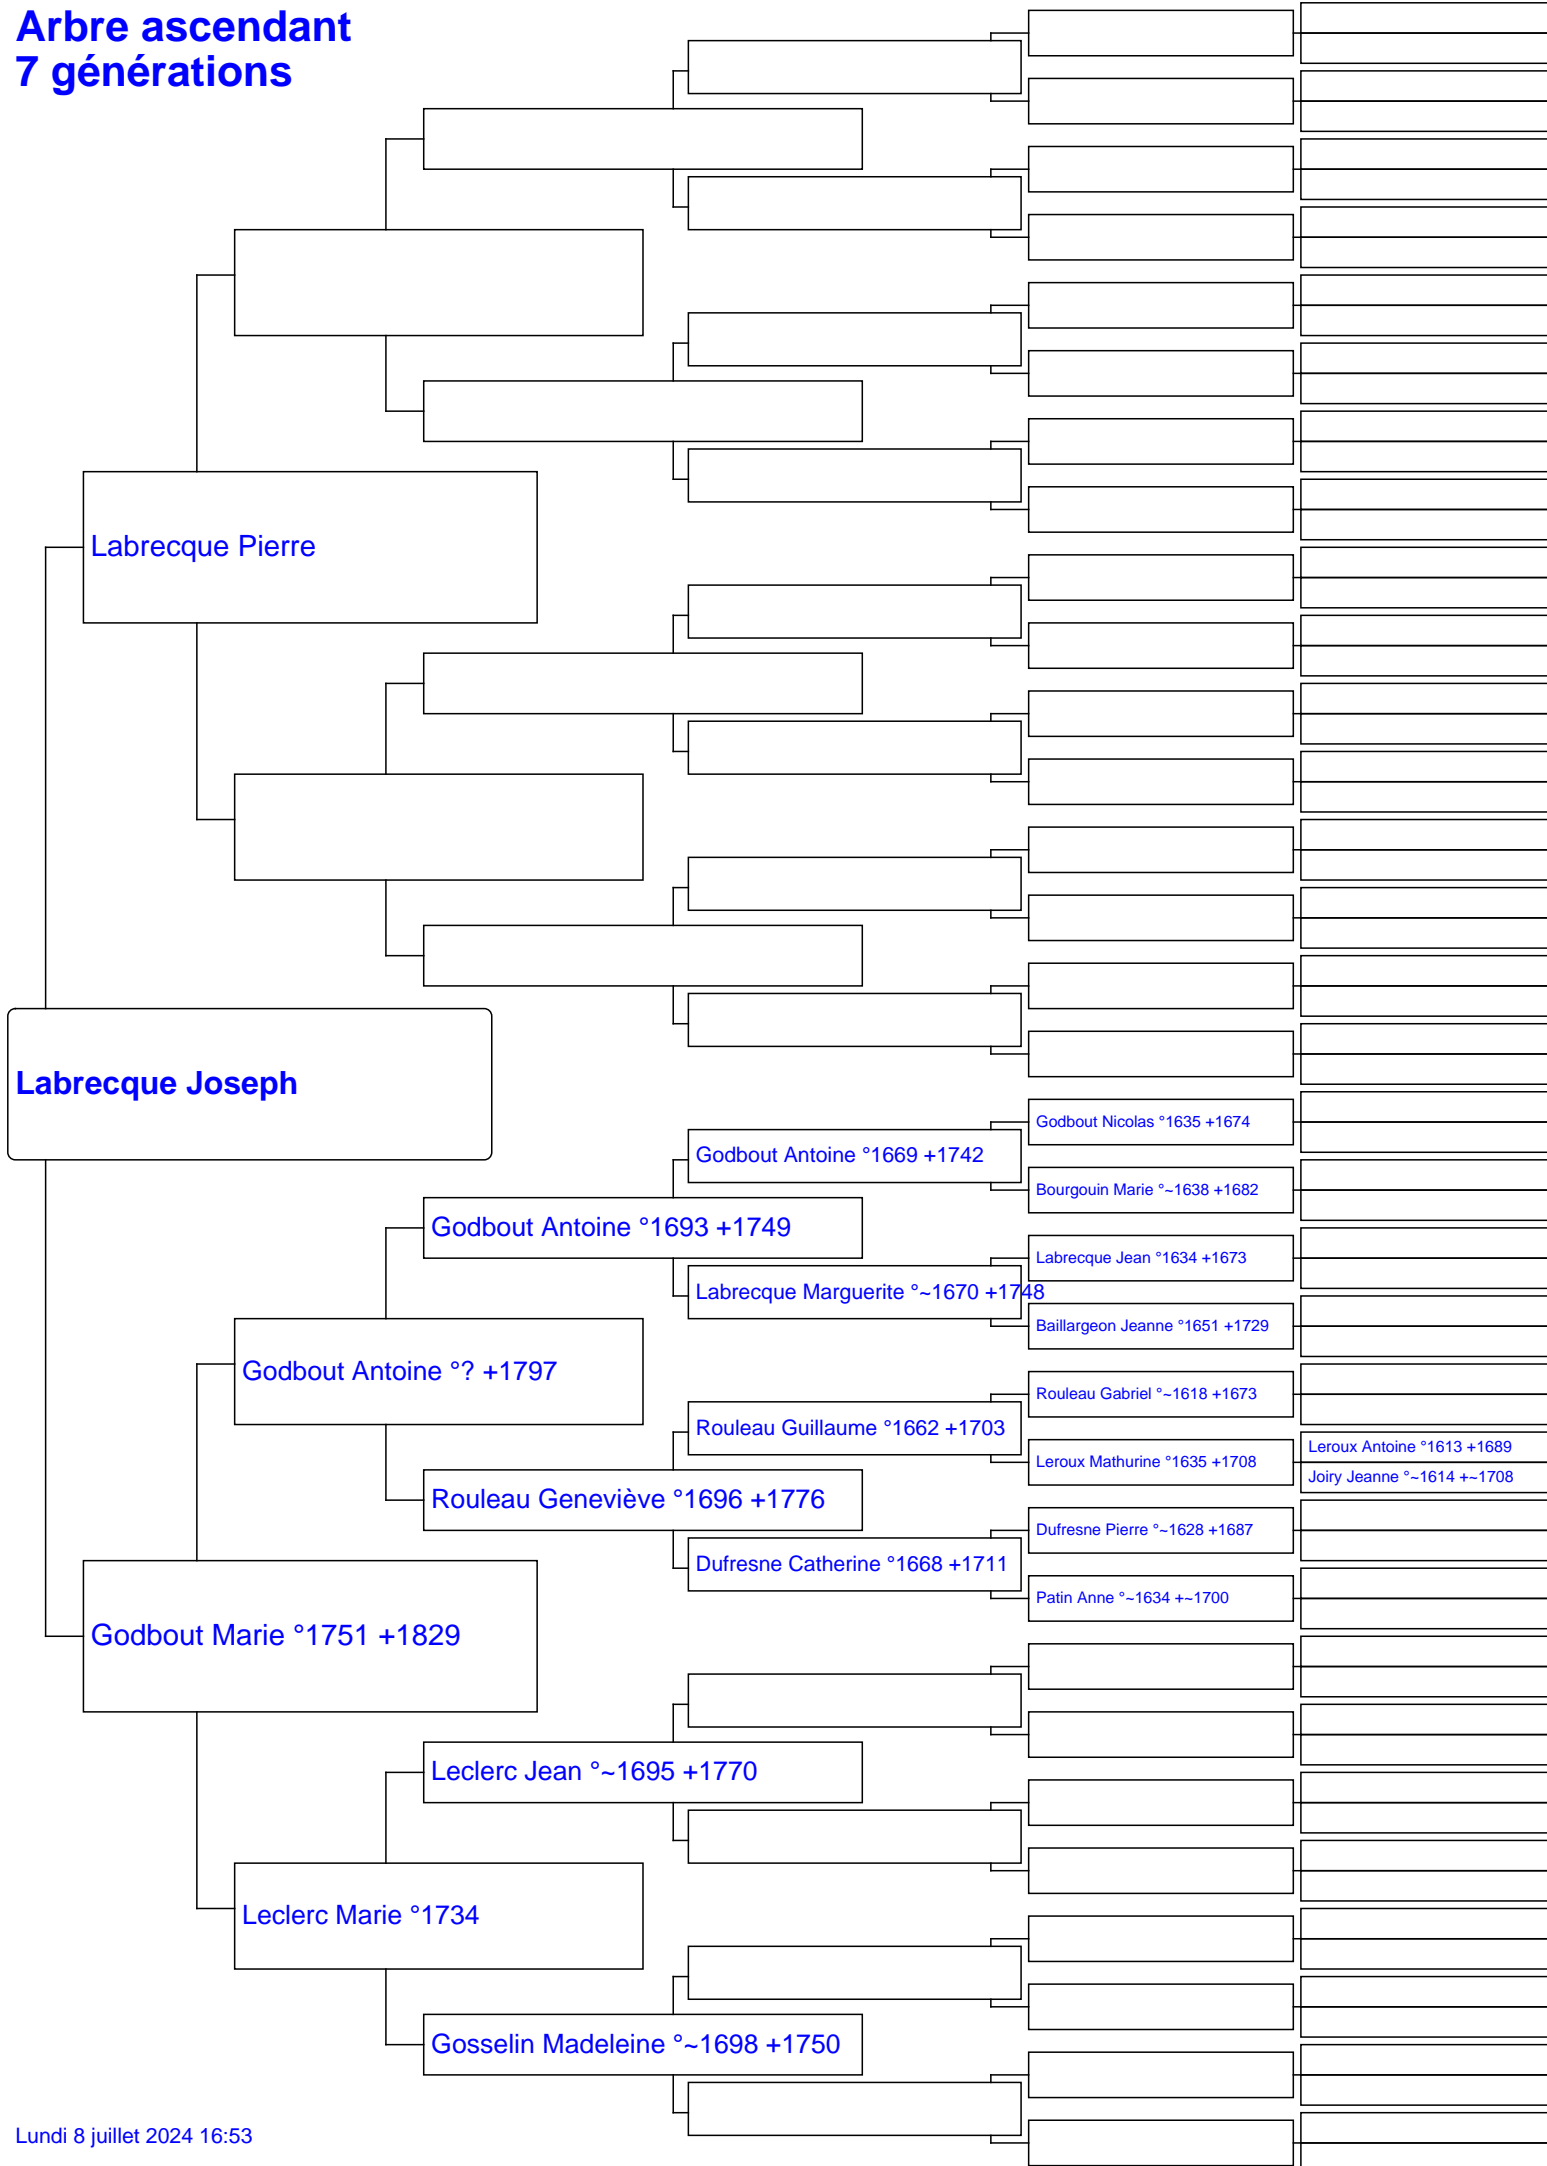 Arbre ascendant
7 générations
Labrecque Pierre
Labrecque Joseph
Godbout Nicolas °1635 +1674
Godbout Antoine °1669 +1742
Bourgouin Marie °~1638 +1682
Godbout Antoine °1693 +1749
Labrecque Jean °1634 +1673
Labrecque Marguerite °~1670 +1748
Baillargeon Jeanne °1651 +1729
Godbout Antoine °? +1797
Rouleau Gabriel °~1618 +1673
Rouleau Guillaume °1662 +1703
Leroux Antoine °1613 +1689
Leroux Mathurine °1635 +1708
Joiry Jeanne °~1614 +~1708
Rouleau Geneviève °1696 +1776
Dufresne Pierre °~1628 +1687
Dufresne Catherine °1668 +1711
Patin Anne °~1634 +~1700
Godbout Marie °1751 +1829
Leclerc Jean °~1695 +1770
Leclerc Marie °1734
Gosselin Madeleine °~1698 +1750
Lundi 8 juillet 2024 16:53